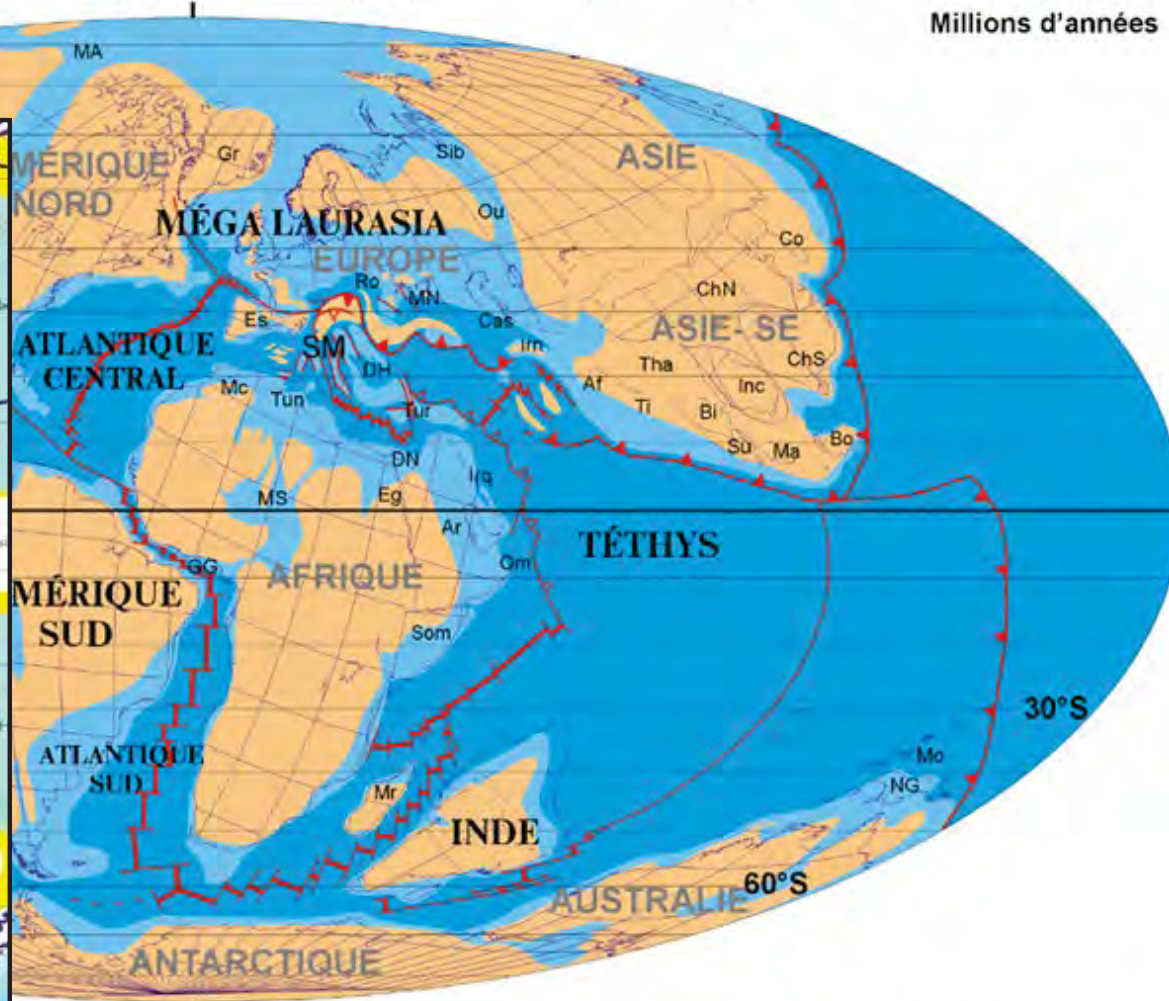 Millions d'années
MA
MÉRIQUE
NORD
Gr
Sib
ASIE
Ou
MÉGA LAURASIA
EUROPE
Co
Ro
MN
ChN
Es
Cas
ASIE- SE
ATLANTIQUE
CENTRAL
SM
Irn
DH
Tha
ChS
Af
Inc
Mc
Tun
Tur
Ti
Bi
Su
Ma
Bo
DN
Irq
MS
Eg
Ar
TÉTHYS
GG
AFRIQUE
Om
MÉRIQUE
SUD
Som
30°S
ATLANTIQUE
SUD
Mo
Mr
NG
INDE
60°S
AUSTRALIE
ANTARCTIQUE